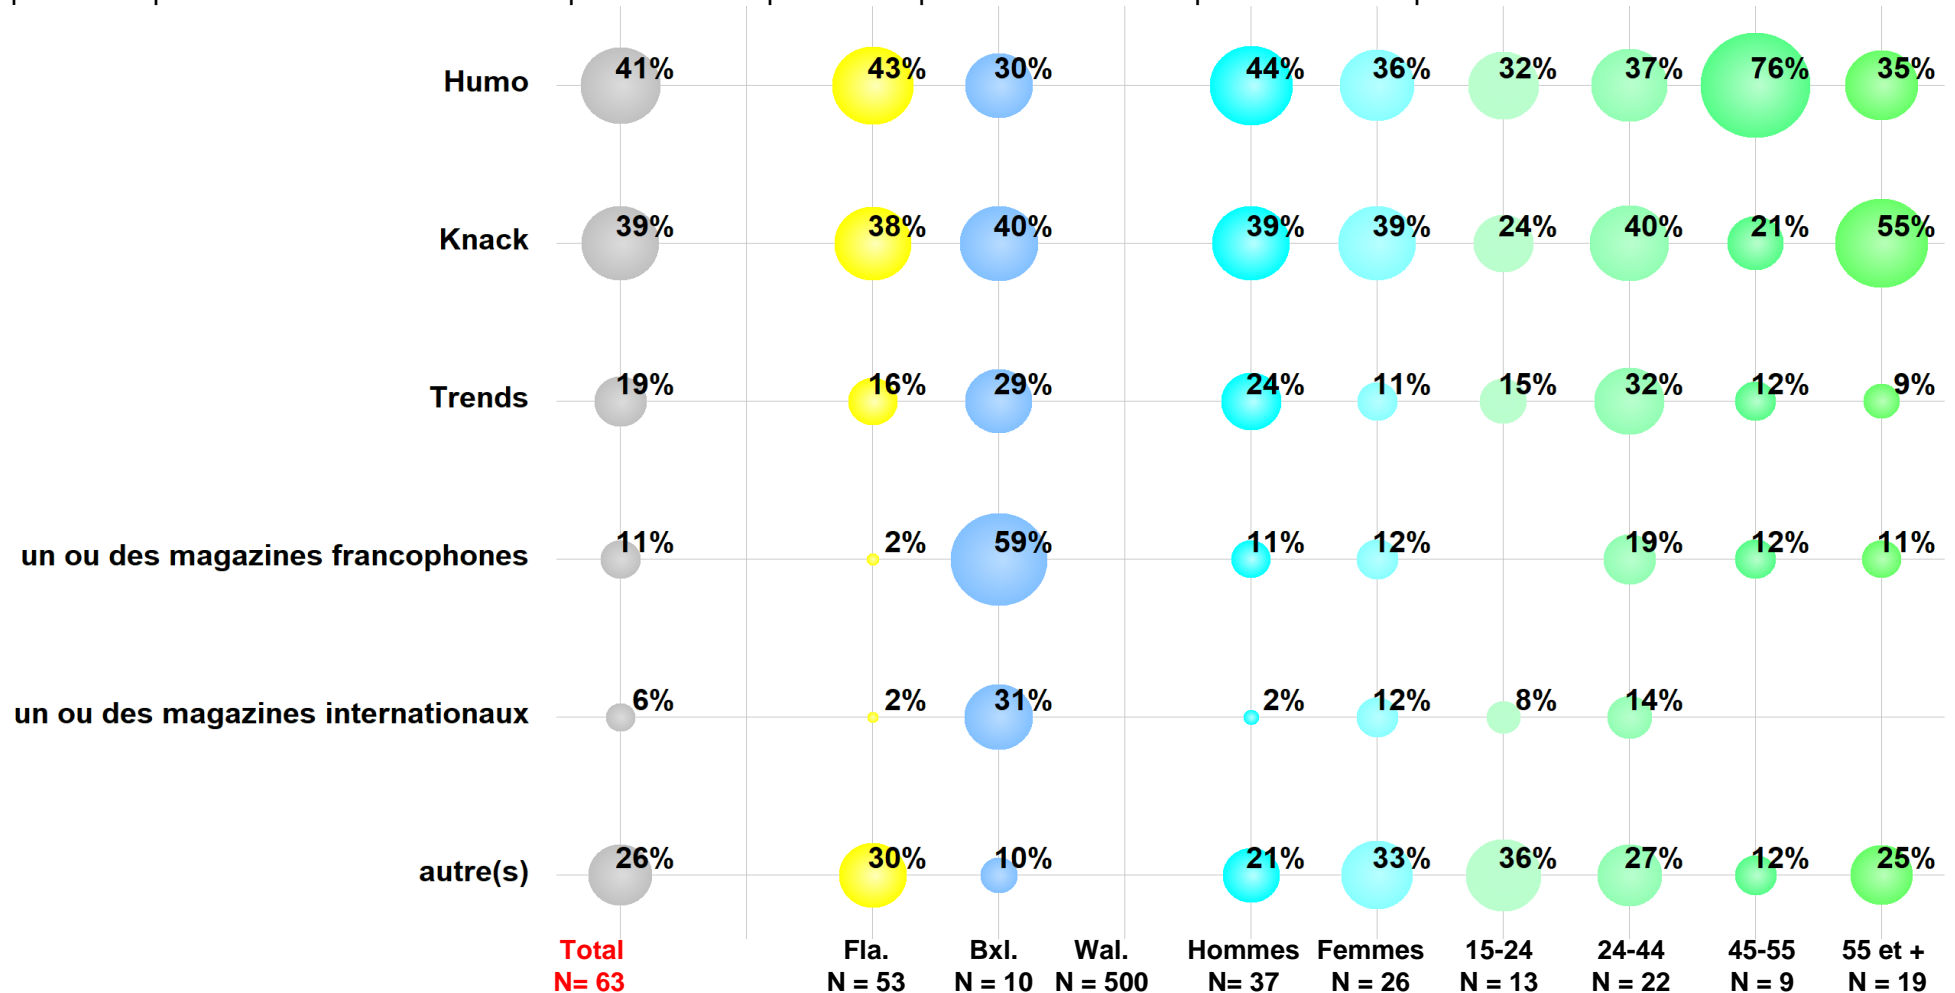 Humo 41% 43% 30% 44% 36% 32% 37% 76% 35%
Knack 39% 38% 40% 39% 39% 24% 40% 21% 55%
Trends 19% 16% 29% 24% 11% 15% 32% 12% 9%
un ou des magazines francophones 11% 2% 59% 11% 12% 19% 12% 11%
un ou des magazines internationaux 6% 2% 31% 2% 12% 8% 14%
autre(s) 26% 30% 10% 21% 33% 36% 27% 12% 25%
Total Fla. Bxl. Wal. Hommes Femmes 15-24 24-44 45-55 55 et +
N= 63 N = 53 N = 10 N = 500 N= 37 N = 26 N = 13 N = 22 N = 9 N = 19